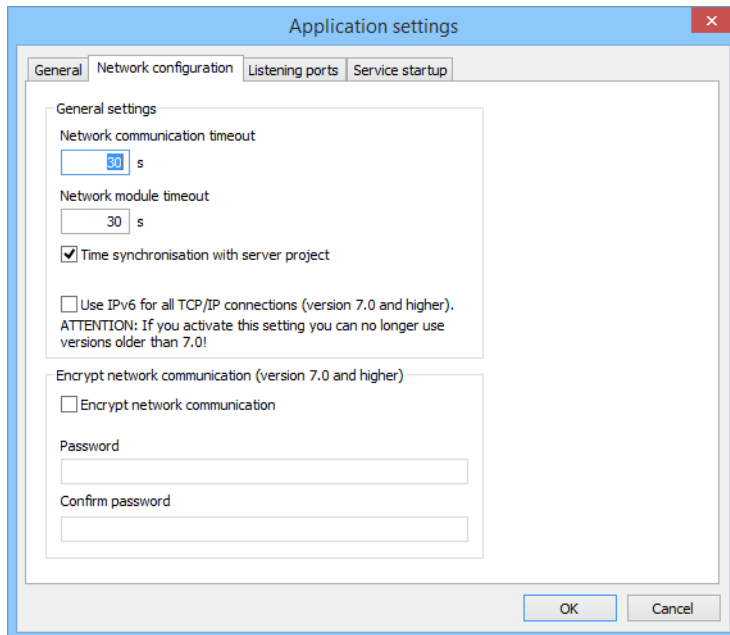 Application settings
General
Network configuration
Listening ports
Service startup
General settings
Network communication timeout
30 s
Network module timeout
30 s
Time synchronisation with server project
Use IPv6 for all TCP/IP connections (version 7.0 and higher).
ATTENTION: If you activate this setting you can no longer use
versions older than 7.0!
Encrypt network communication (version 7.0 and higher)
Encrypt network communication
Password
Confirm password
OK
Cancel